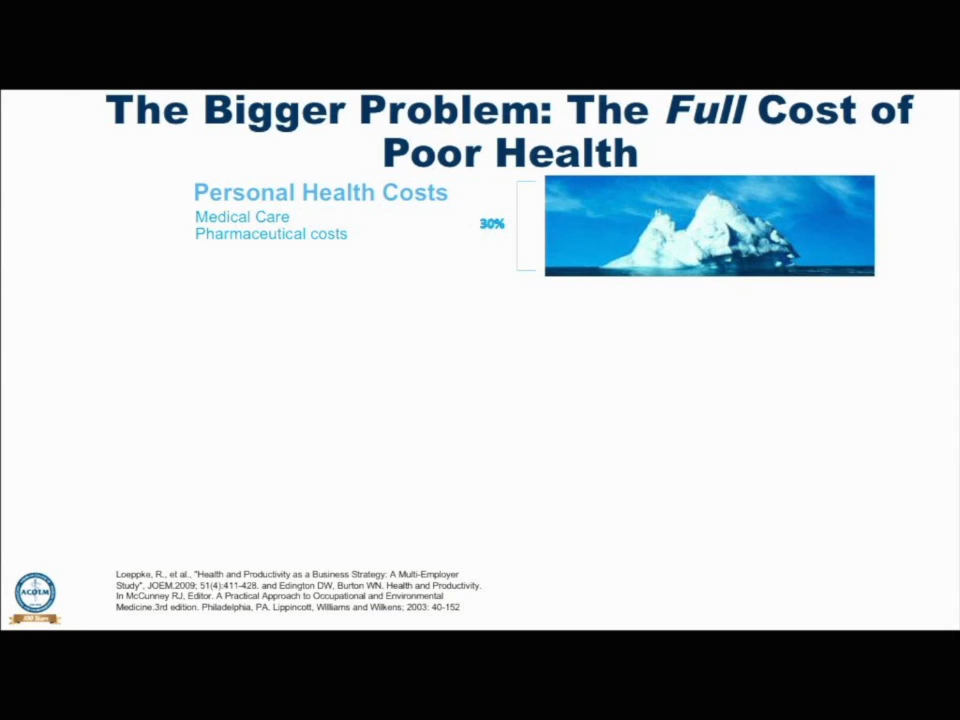 The Bigger Problem: The Full Cost of
Poor Health
Personal Health Costs
Medical Care
Pharmaceutical costs
30%
Loeppke, R., et al., "Health and Productivity as a Business Strategy: A Multi-Employer
Study", JOEM.2009; 51(4):411-428. and Edington DW, Burton WN. Health and Productivity.
In McCunney RJ, Editor. A Practical Approach to Occupational and Environmental
Medicine.3rd edition. Philadelphia, PA. Lippincott, Williams and Wilkens; 2003: 40-152
ACOEM
100 Years